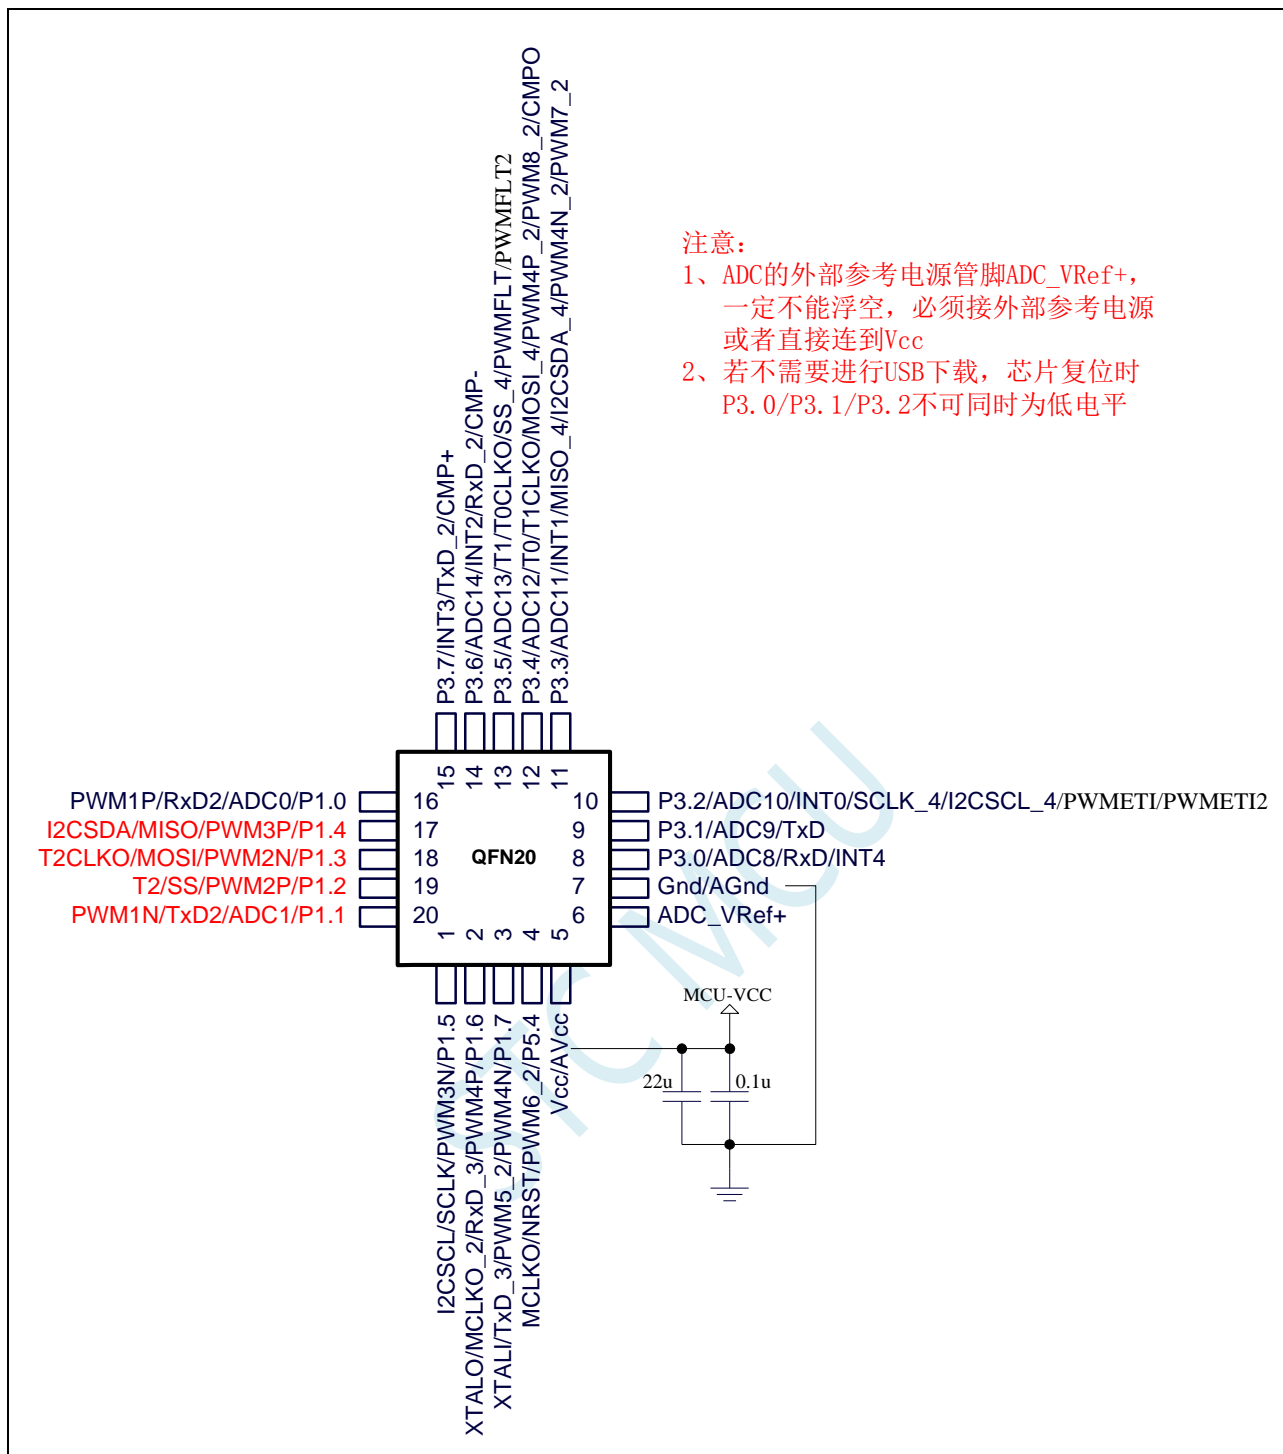 P3.7/INT3/TxD_2/CMP+
P3.6/ADC14/INT2/RxD_2/CMP-
P3.5/ADC13/T1/T0CLKO/SS_4/PWMFLT/PWMFLT2
P3.4/ADC12/T0/T1CLKO/MOSI_4/PWM4P_2/PWM8_2/CMPO
P3.3/ADC11/INT1/MISO_4/I2CSDA_4/PWM4N_2/PWM7_2
注意：
1、ADC的外部参考电源管脚ADC_VRef+，
一定不能浮空，必须接外部参考电源
或者直接连到Vcc
2、若不需要进行USB下载，芯片复位时
P3.0/P3.1/P3.2不可同时为低电平
15 14 13 12 11
PWM1P/RxD2/ADC0/P1.0 16 10 P3.2/ADC10/INT0/SCLK_4/I2CSCL_4/PWMETI/PWMETI2
I2CSDA/MISO/PWM3P/P1.4 17 9 P3.1/ADC9/TxD
T2CLKO/MOSI/PWM2N/P1.3 18 QFN20 8 P3.0/ADC8/RxD/INT4
T2/SS/PWM2P/P1.2 19 7 Gnd/AGnd
PWM1N/TxD2/ADC1/P1.1 20 6 ADC_VRef+
1 2 3 4 5
I2CSCL/SCLK/PWM3N/P1.5
XTALO/MCLKO_2/RxD_3/PWM4P/P1.6
XTALI/TxD_3/PWM5_2/PWM4N/P1.7
MCLKO/NRST/PWM6_2/P5.4
Vcc/AVcc
MCU-VCC
22u 0.1u
STC MCU